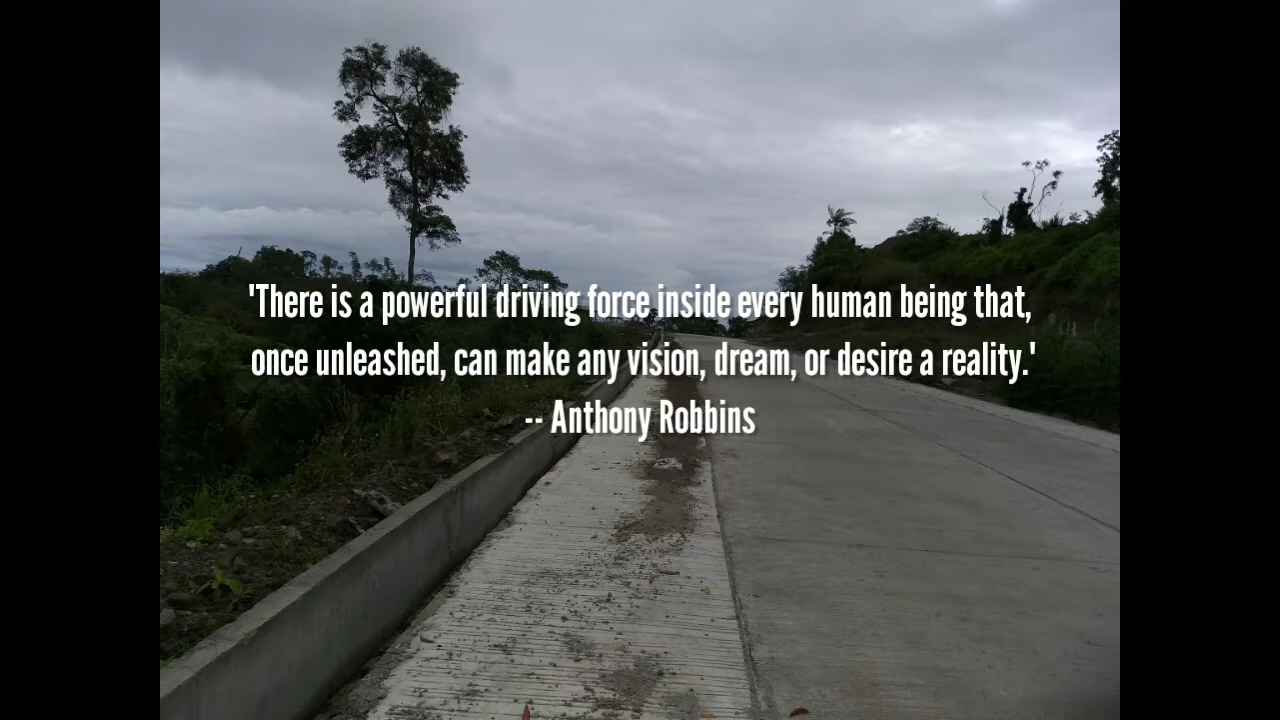 'There is a powerful driving force inside every human being that,
once unleashed, can make any vision, dream, or desire a reality.'
-- Anthony Robbins